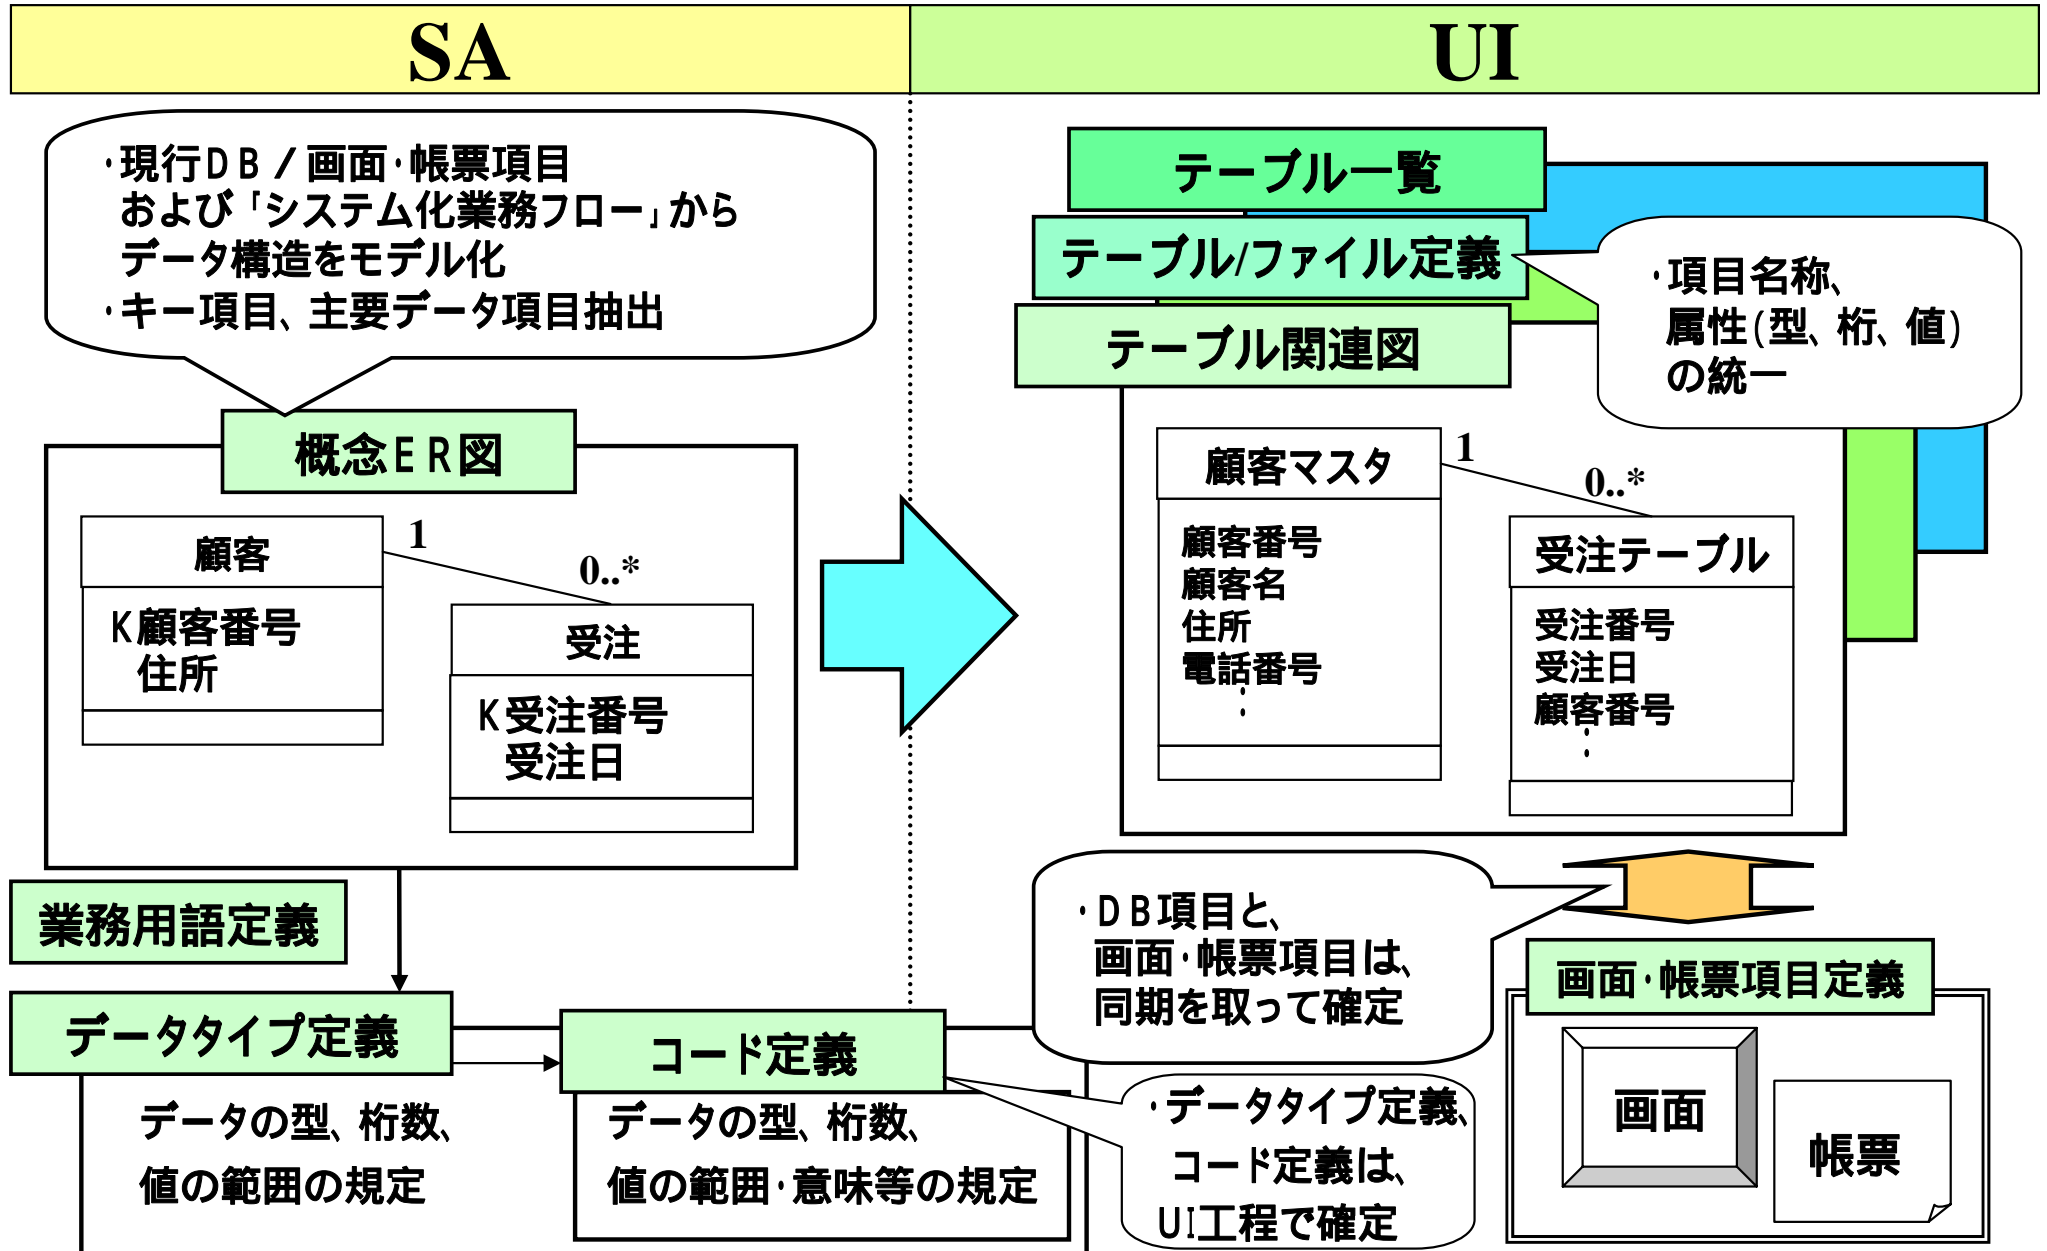 SA
UI
・現行DB/画面・帳票項目
および「システム化業務フロー」から
データ構造をモデル化
・キー項目、主要データ項目抽出
概念ER図
顧客
K顧客番号
住所
1
0..*
受注
K受注番号
受注日
業務用語定義
データタイプ定義
データの型、桁数、
値の範囲の規定
コード定義
データの型、桁数、
値の範囲・意味等の規定
テーブル一覧
テーブル/ファイル定義
テーブル関連図
・項目名称、
属性(型、桁、値)
の統一
顧客マスタ
顧客番号
顧客名
住所
電話番号
・
・
1
0..*
受注テーブル
受注番号
受注日
顧客番号
・
・
・DB項目と、
画面・帳票項目は、
同期を取って確定
・データタイプ定義、
コード定義は、
UI工程で確定
画面・帳票項目定義
画面
帳票